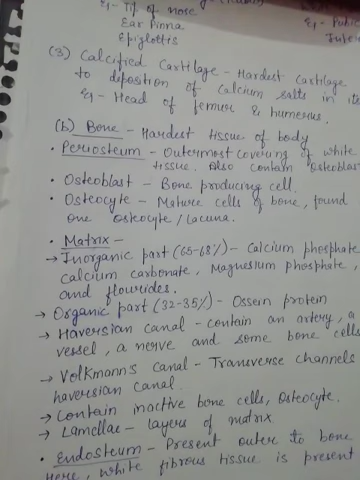 Eg- Tip of nose
Ear Pinna
Epiglottis
Eg- Pubic
(3) Calcified Cartilage - Hardest cartilage
to deposition of calcium salts in its
Eg - Head of femur & humerus.
(b) Bone - Hardest tissue of body
• Periosteum - Outermost covering of white
tissue. Also contain osteoblast
• Osteoblast - Bone producing cell.
• Osteocyte - Mature cells of bone, found
one osteocyte / lacuna.
• Matrix -
→ Inorganic part (65-68%) - Calcium phosphate
calcium carbonate, Magnesium phosphate,
and flourides.
→ Organic part (32-35%) - Ossein protein
→ Haversian canal - contain an artery, a
vessel, a nerve and some bone cells
→ Volkmann's canal - Transverse channels
haversian canal.
→ Contain inactive bone cells, Osteocyte.
→ Lamellae - layers of matrix
• Endosteum - Present outer to bone
Here, white fibrous tissue is present